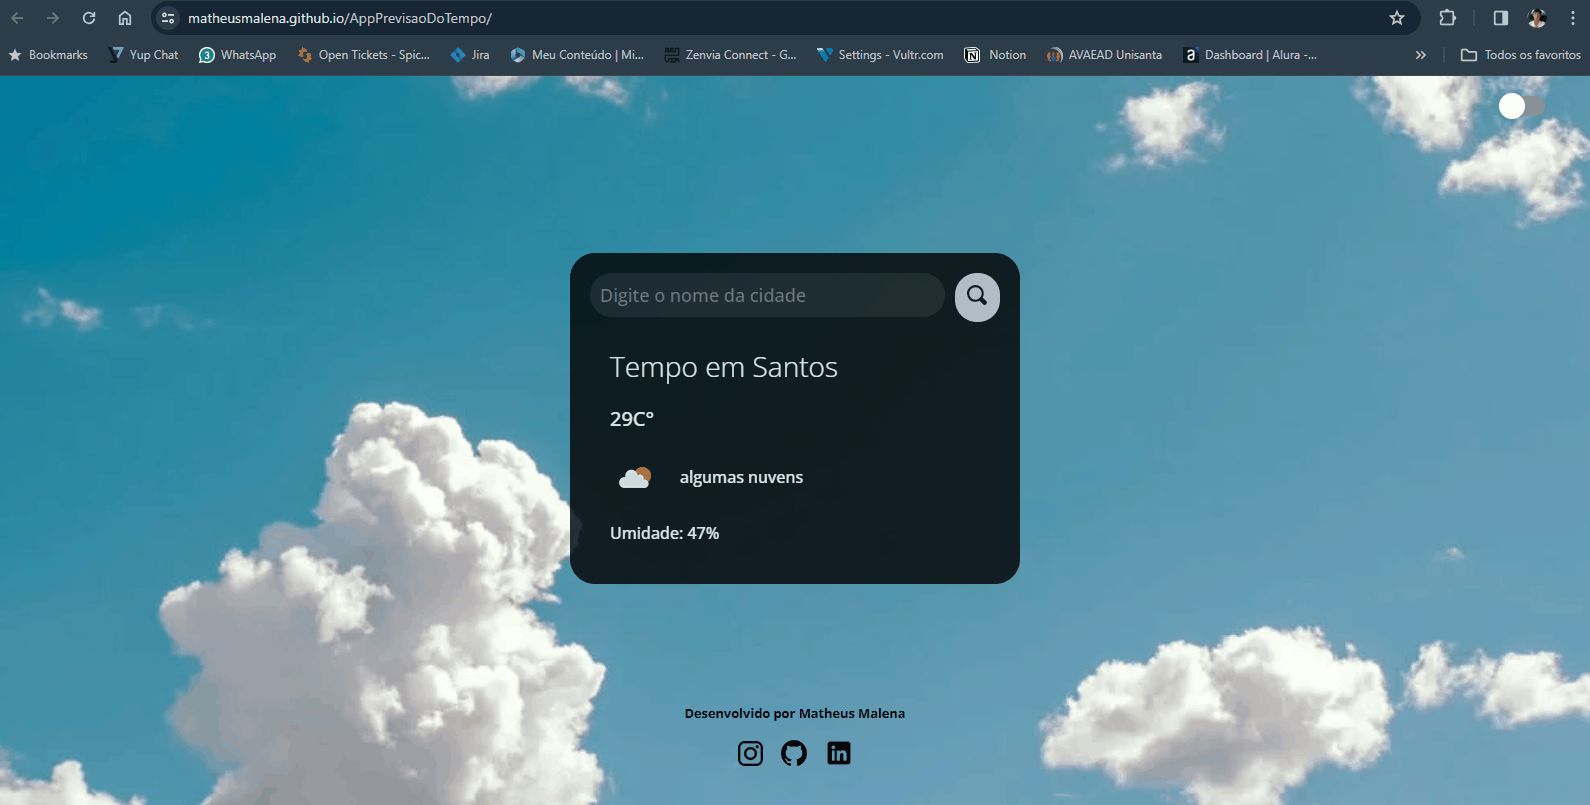 matheusmalena.github.io/AppPrevisaoDoTempo/
Bookmarks
Yup Chat
3
WhatsApp
Open Tickets - Spic...
Jira
Meu Conteúdo | Mi...
Zenvia Connect - G...
Settings - Vultr.com
Notion
AVAEAD Unisanta
a
Dashboard | Alura -...
Todos os favoritos
Digite o nome da cidade
Tempo em Santos
29C°
algumas nuvens
Umidade: 47%
Desenvolvido por Matheus Malena
in